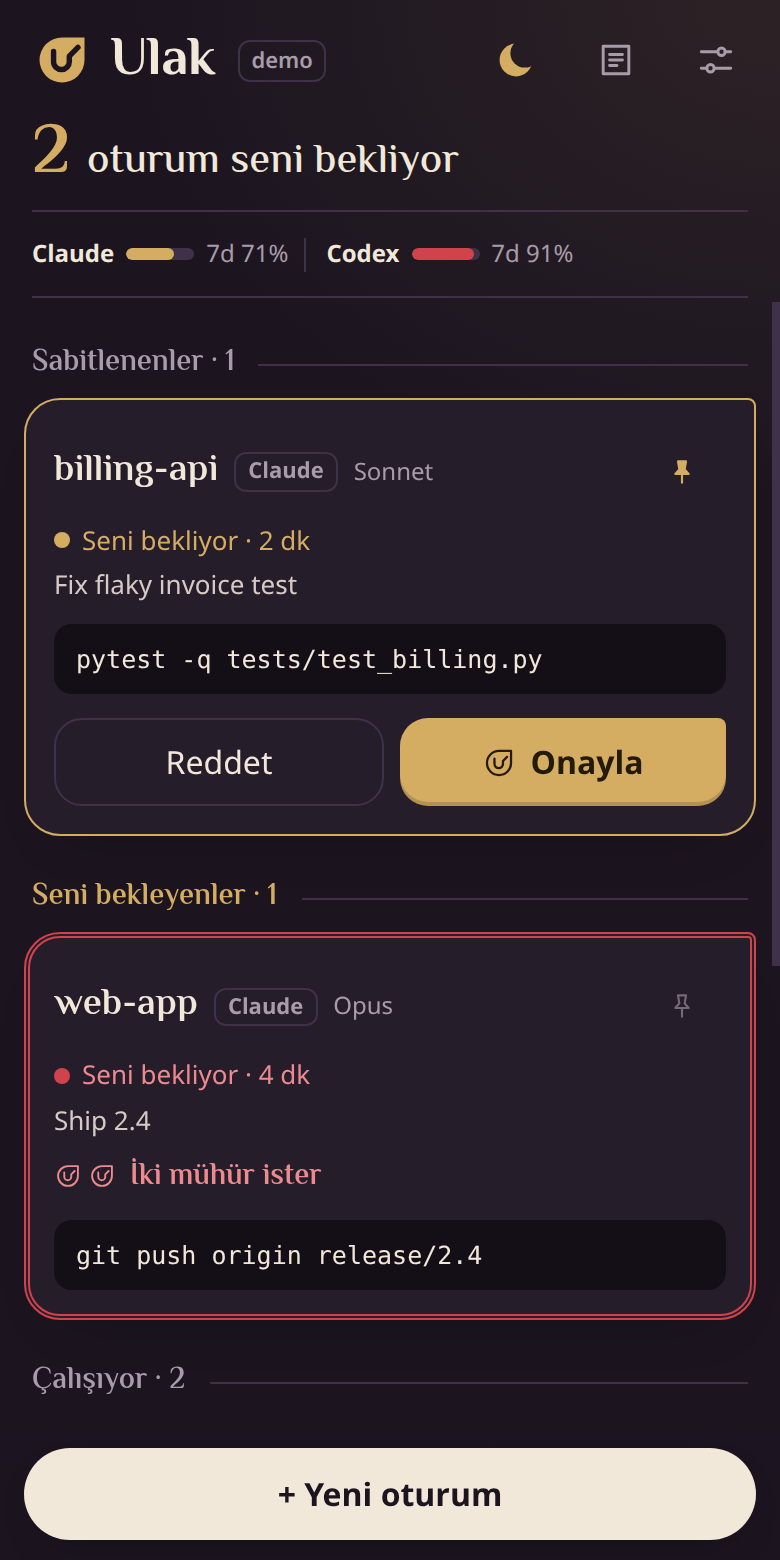 Ulak demo
2 oturum seni bekliyor
Claude 7d 71% Codex 7d 91%
Sabitlenenler · 1
billing-api Claude Sonnet
Seni bekliyor · 2 dk
Fix flaky invoice test
pytest -q tests/test_billing.py
Reddet Onayla
Seni bekleyenler · 1
web-app Claude Opus
Seni bekliyor · 4 dk
Ship 2.4
İki mühür ister
git push origin release/2.4
Çalışıyor · 2
+ Yeni oturum